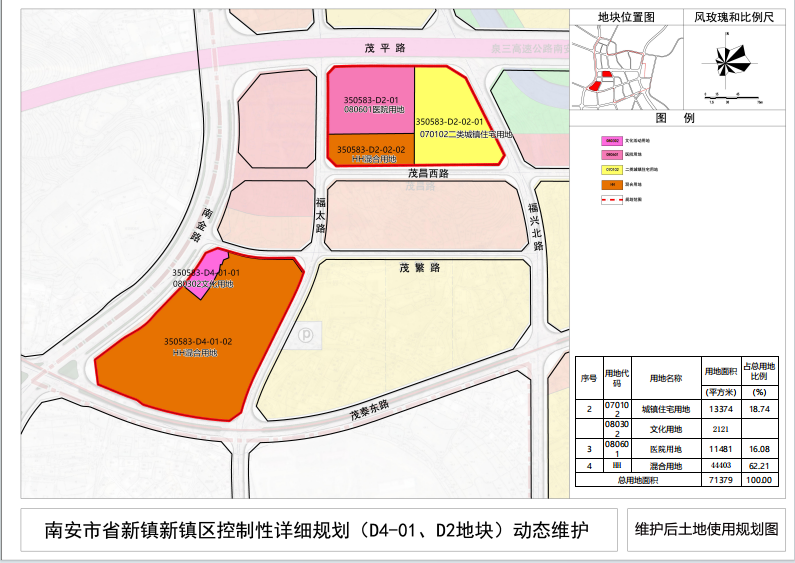 地块位置图
风玫瑰和比例尺
茂平路
泉三高速公路南安
350583-D2-01
080601医院用地
350583-D2-02-01
070102二类城镇住宅用地
350583-D2-02-02
HH混合用地
茂昌西路
茂昌路
图例
080302 文化活动用地
080601 医院用地
070102 二类城镇住宅用地
HH 混合用地
规划范围
南金路
福太路
福兴北路
茂繁路
350583-D4-01-01
080302文化用地
350583-D4-01-02
HH混合用地
P
茂泰东路
序号 用地代码 用地名称 用地面积(平方米) 占总用地比例(%)
2 070102 城镇住宅用地 13374 18.74
080302 文化用地 2121
3 080601 医院用地 11481 16.08
4 混合用地 44403 62.21
总用地面积 71379 100.00
南安市省新镇新镇区控制性详细规划（D4-01、D2地块）动态维护
维护后土地使用规划图